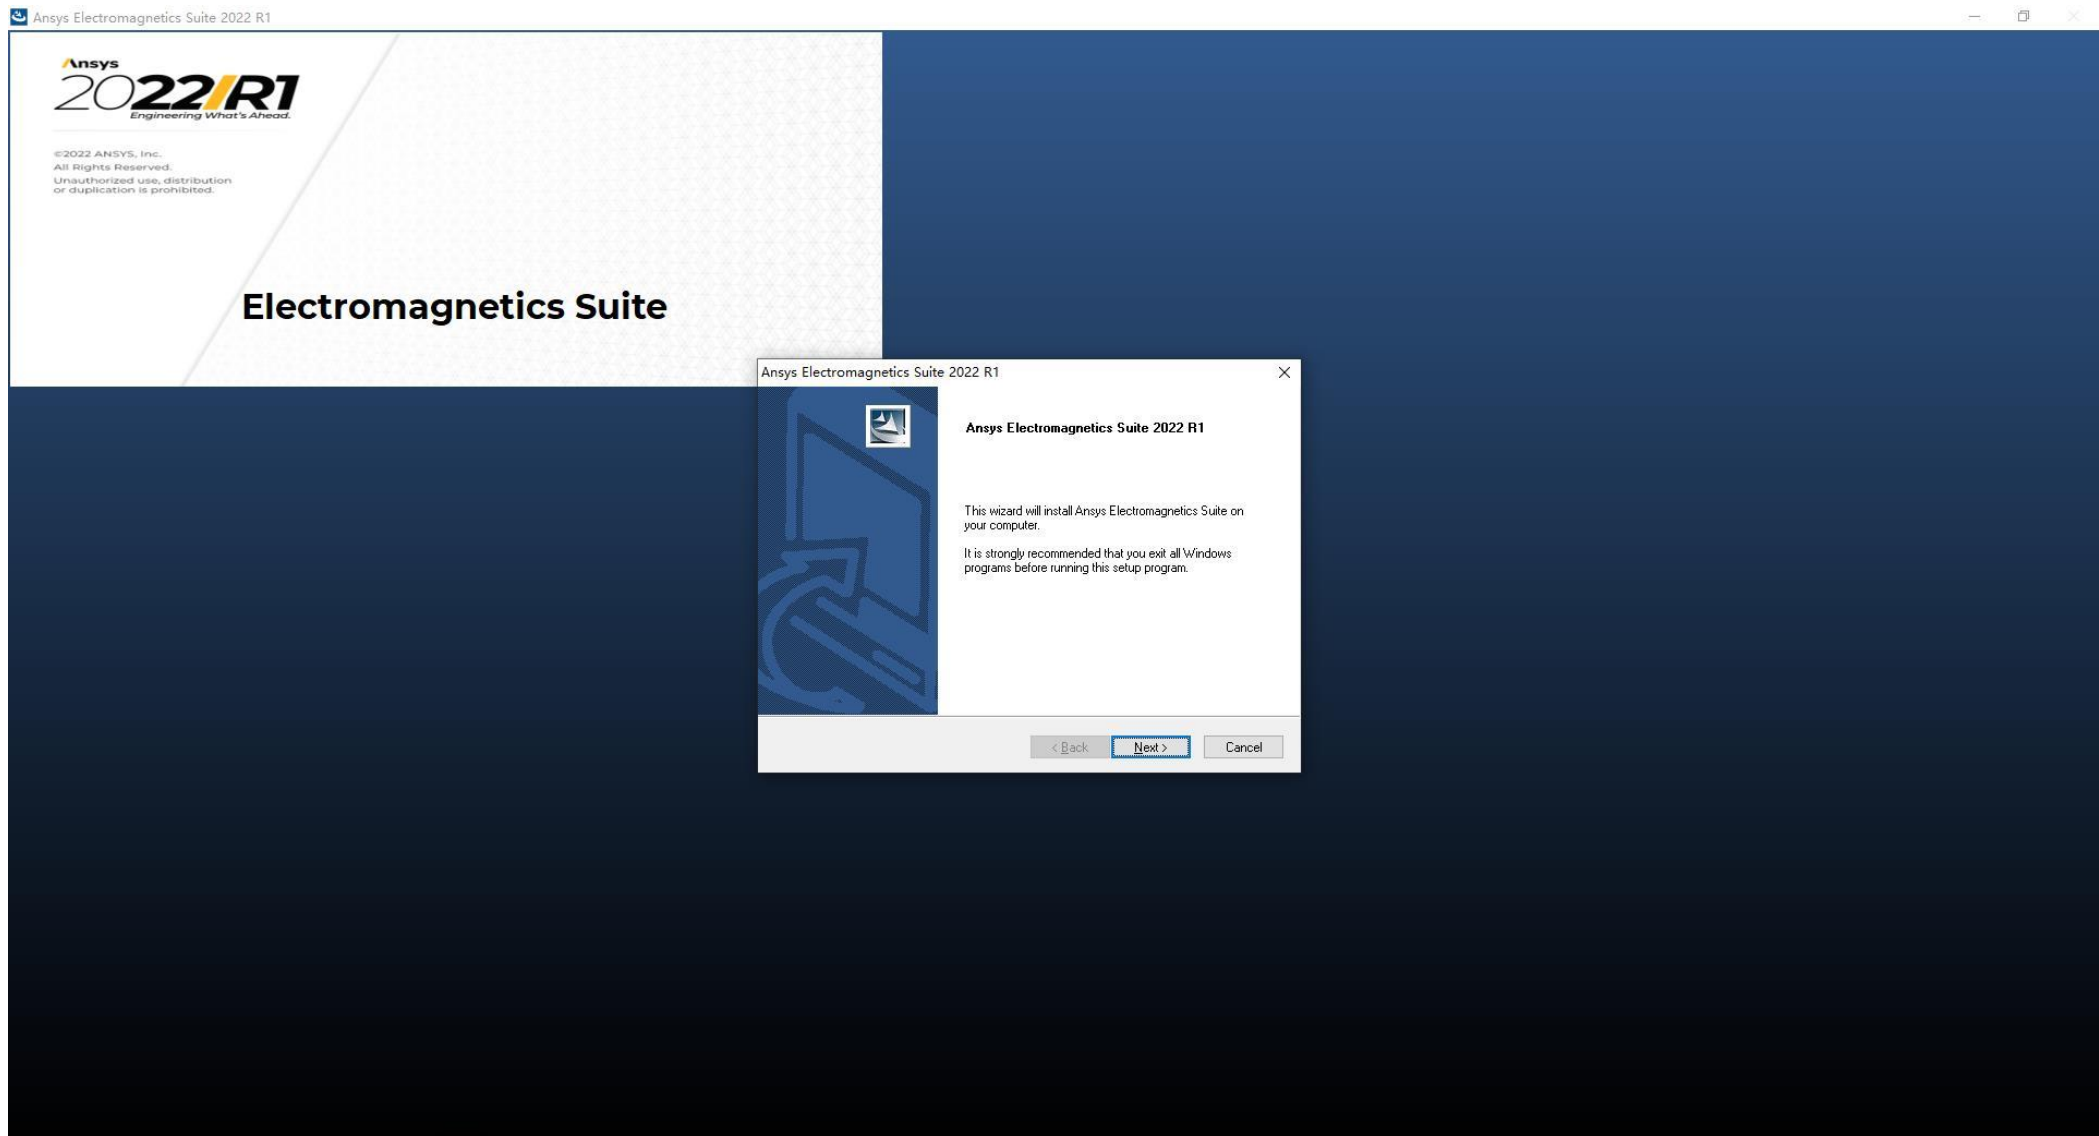 Ansys Electromagnetics Suite 2022 R1
Ansys
2022/R1
Engineering What's Ahead.
©2022 ANSYS, Inc.
All Rights Reserved.
Unauthorized use, distribution
or duplication is prohibited.
Electromagnetics Suite
Ansys Electromagnetics Suite 2022 R1
Ansys Electromagnetics Suite 2022 R1
This wizard will install Ansys Electromagnetics Suite on
your computer.
It is strongly recommended that you exit all Windows
programs before running this setup program.
< Back Next > Cancel